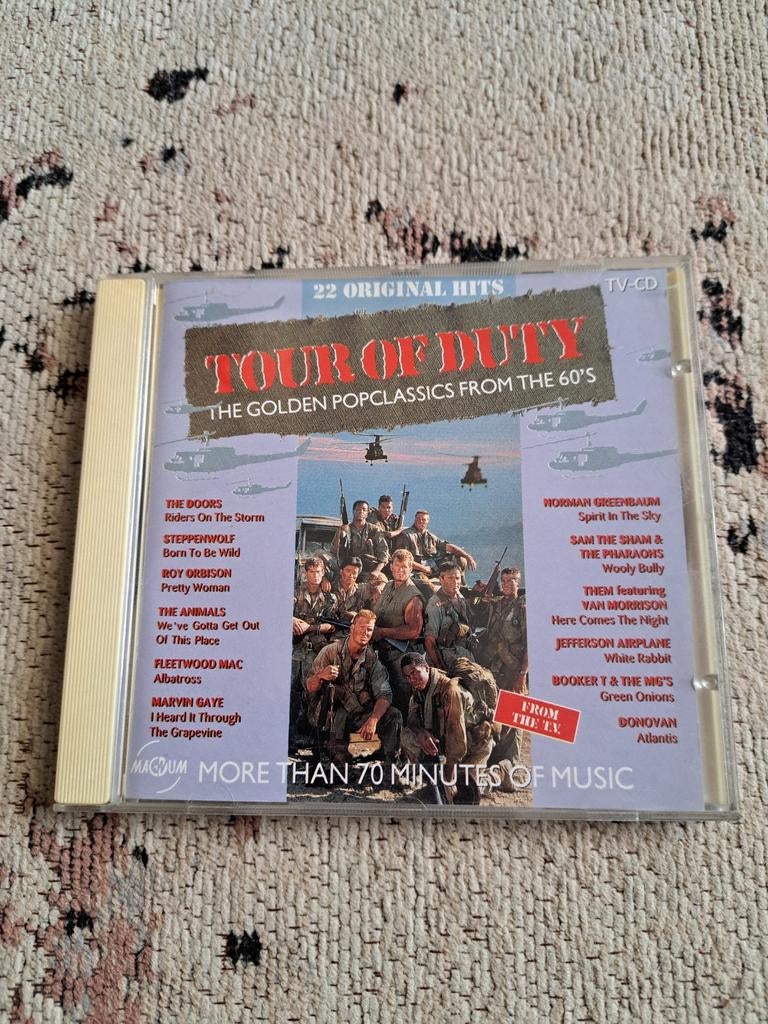 22 ORIGINAL HITS
TV-CD
TOUR OF DUTY
THE GOLDEN POPCLASSICS FROM THE 60'S
THE DOORS
Riders On The Storm
STEPPENWOLF
Born To Be Wild
ROY ORBISON
Pretty Woman
THE ANIMALS
We've Gotta Get Out
Of This Place
FLEETWOOD MAC
Albatross
MARVIN GAYE
I Heard It Through
The Grapevine
NORMAN GREENBAUM
Spirit In The Sky
SAM THE SHAM &
THE PHARAOHS
Wooly Bully
THEM featuring
VAN MORRISON
Here Comes The Night
JEFFERSON AIRPLANE
White Rabbit
BOOKER T & THE MG'S
Green Onions
DONOVAN
Atlantis
FROM
THE T.V.
MAGNUM
MORE THAN 70 MINUTES OF MUSIC